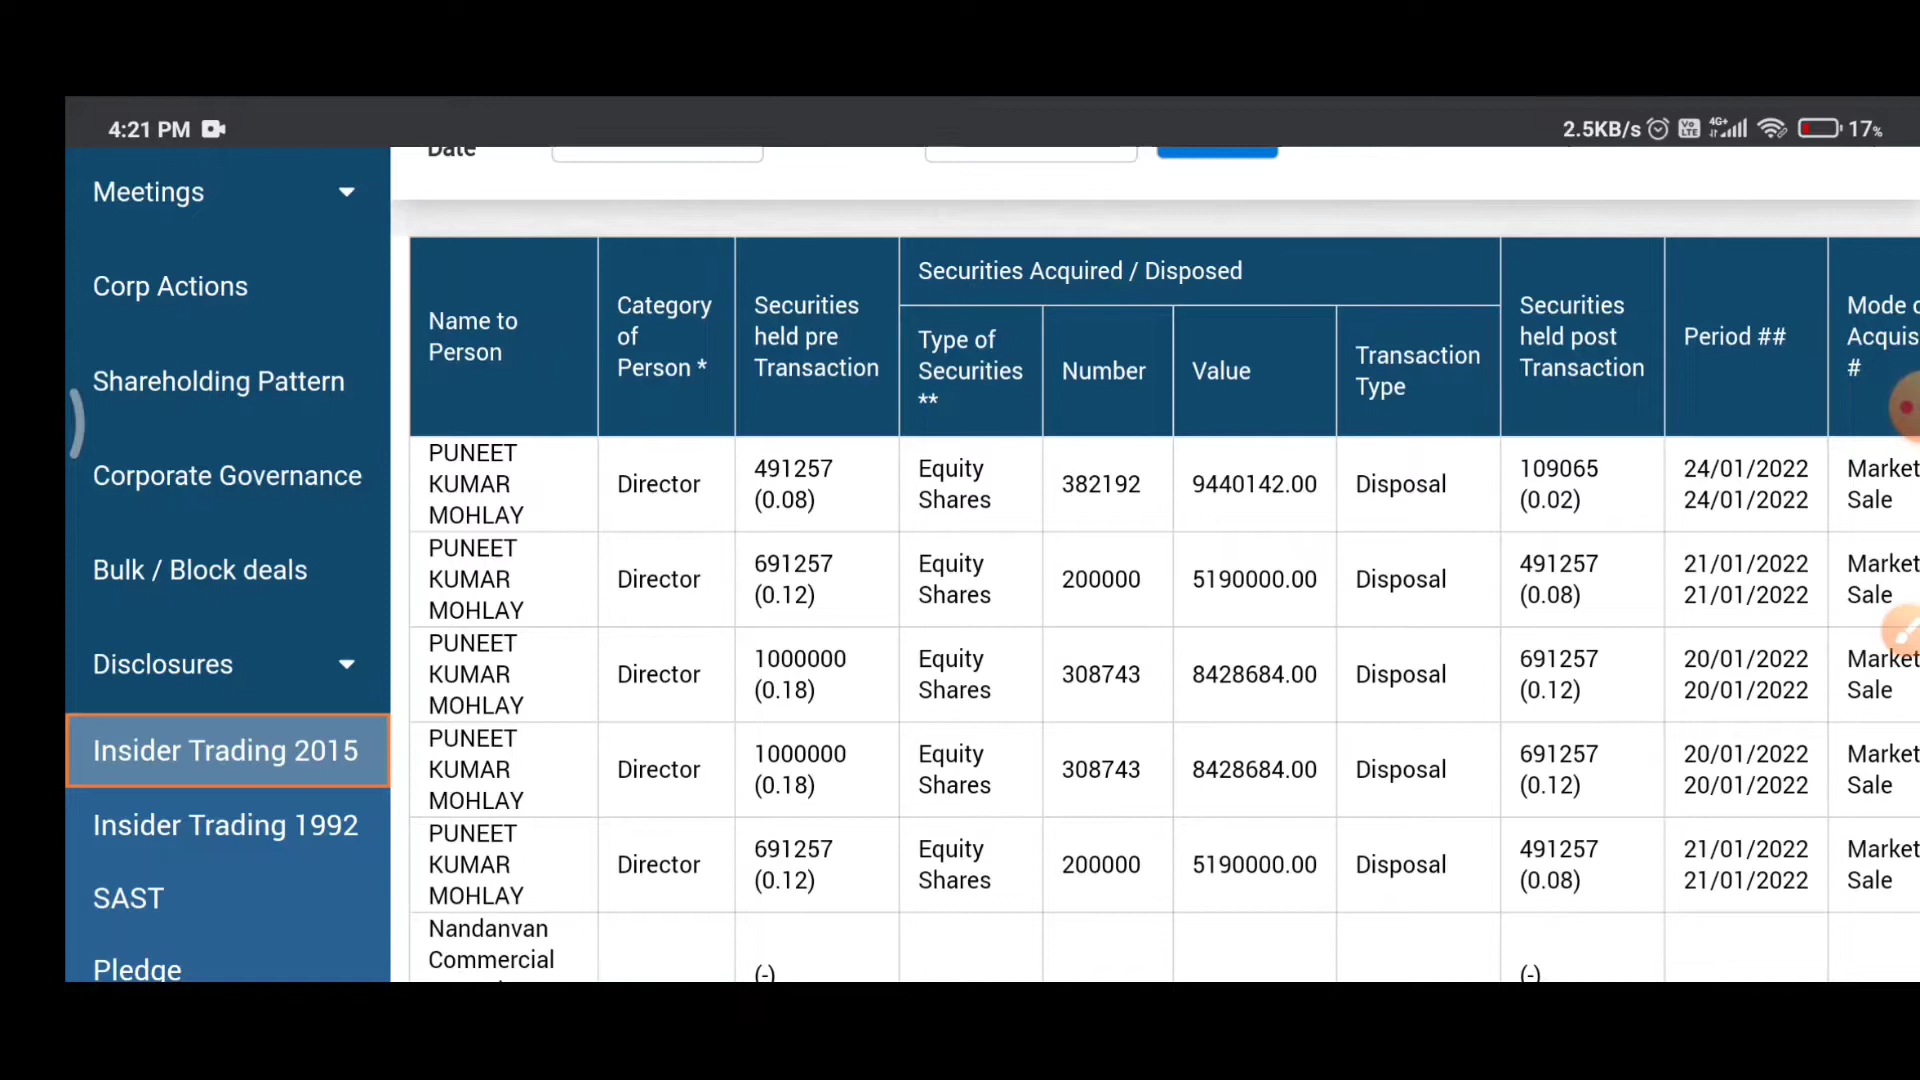 4:21 PM
2.5KB/s 4G+ 17%
Date
Meetings
Corp Actions
Shareholding Pattern
Corporate Governance
Bulk / Block deals
Disclosures
Insider Trading 2015
Insider Trading 1992
SAST
Pledge
Name to
Person
Category
of
Person *
Securities
held pre
Transaction
Securities Acquired / Disposed
Type of
Securities
**
Number
Value
Transaction
Type
Securities
held post
Transaction
Period ##
Mode
Acquis
#
PUNEET
KUMAR
MOHLAY
Director
491257
(0.08)
Equity
Shares
382192
9440142.00
Disposal
109065
(0.02)
24/01/2022
24/01/2022
Market
Sale
PUNEET
KUMAR
MOHLAY
Director
691257
(0.12)
Equity
Shares
200000
5190000.00
Disposal
491257
(0.08)
21/01/2022
21/01/2022
Market
Sale
PUNEET
KUMAR
MOHLAY
Director
1000000
(0.18)
Equity
Shares
308743
8428684.00
Disposal
691257
(0.12)
20/01/2022
20/01/2022
Market
Sale
PUNEET
KUMAR
MOHLAY
Director
1000000
(0.18)
Equity
Shares
308743
8428684.00
Disposal
691257
(0.12)
20/01/2022
20/01/2022
Market
Sale
PUNEET
KUMAR
MOHLAY
Director
691257
(0.12)
Equity
Shares
200000
5190000.00
Disposal
491257
(0.08)
21/01/2022
21/01/2022
Market
Sale
Nandanvan
Commercial
(-)
(-)